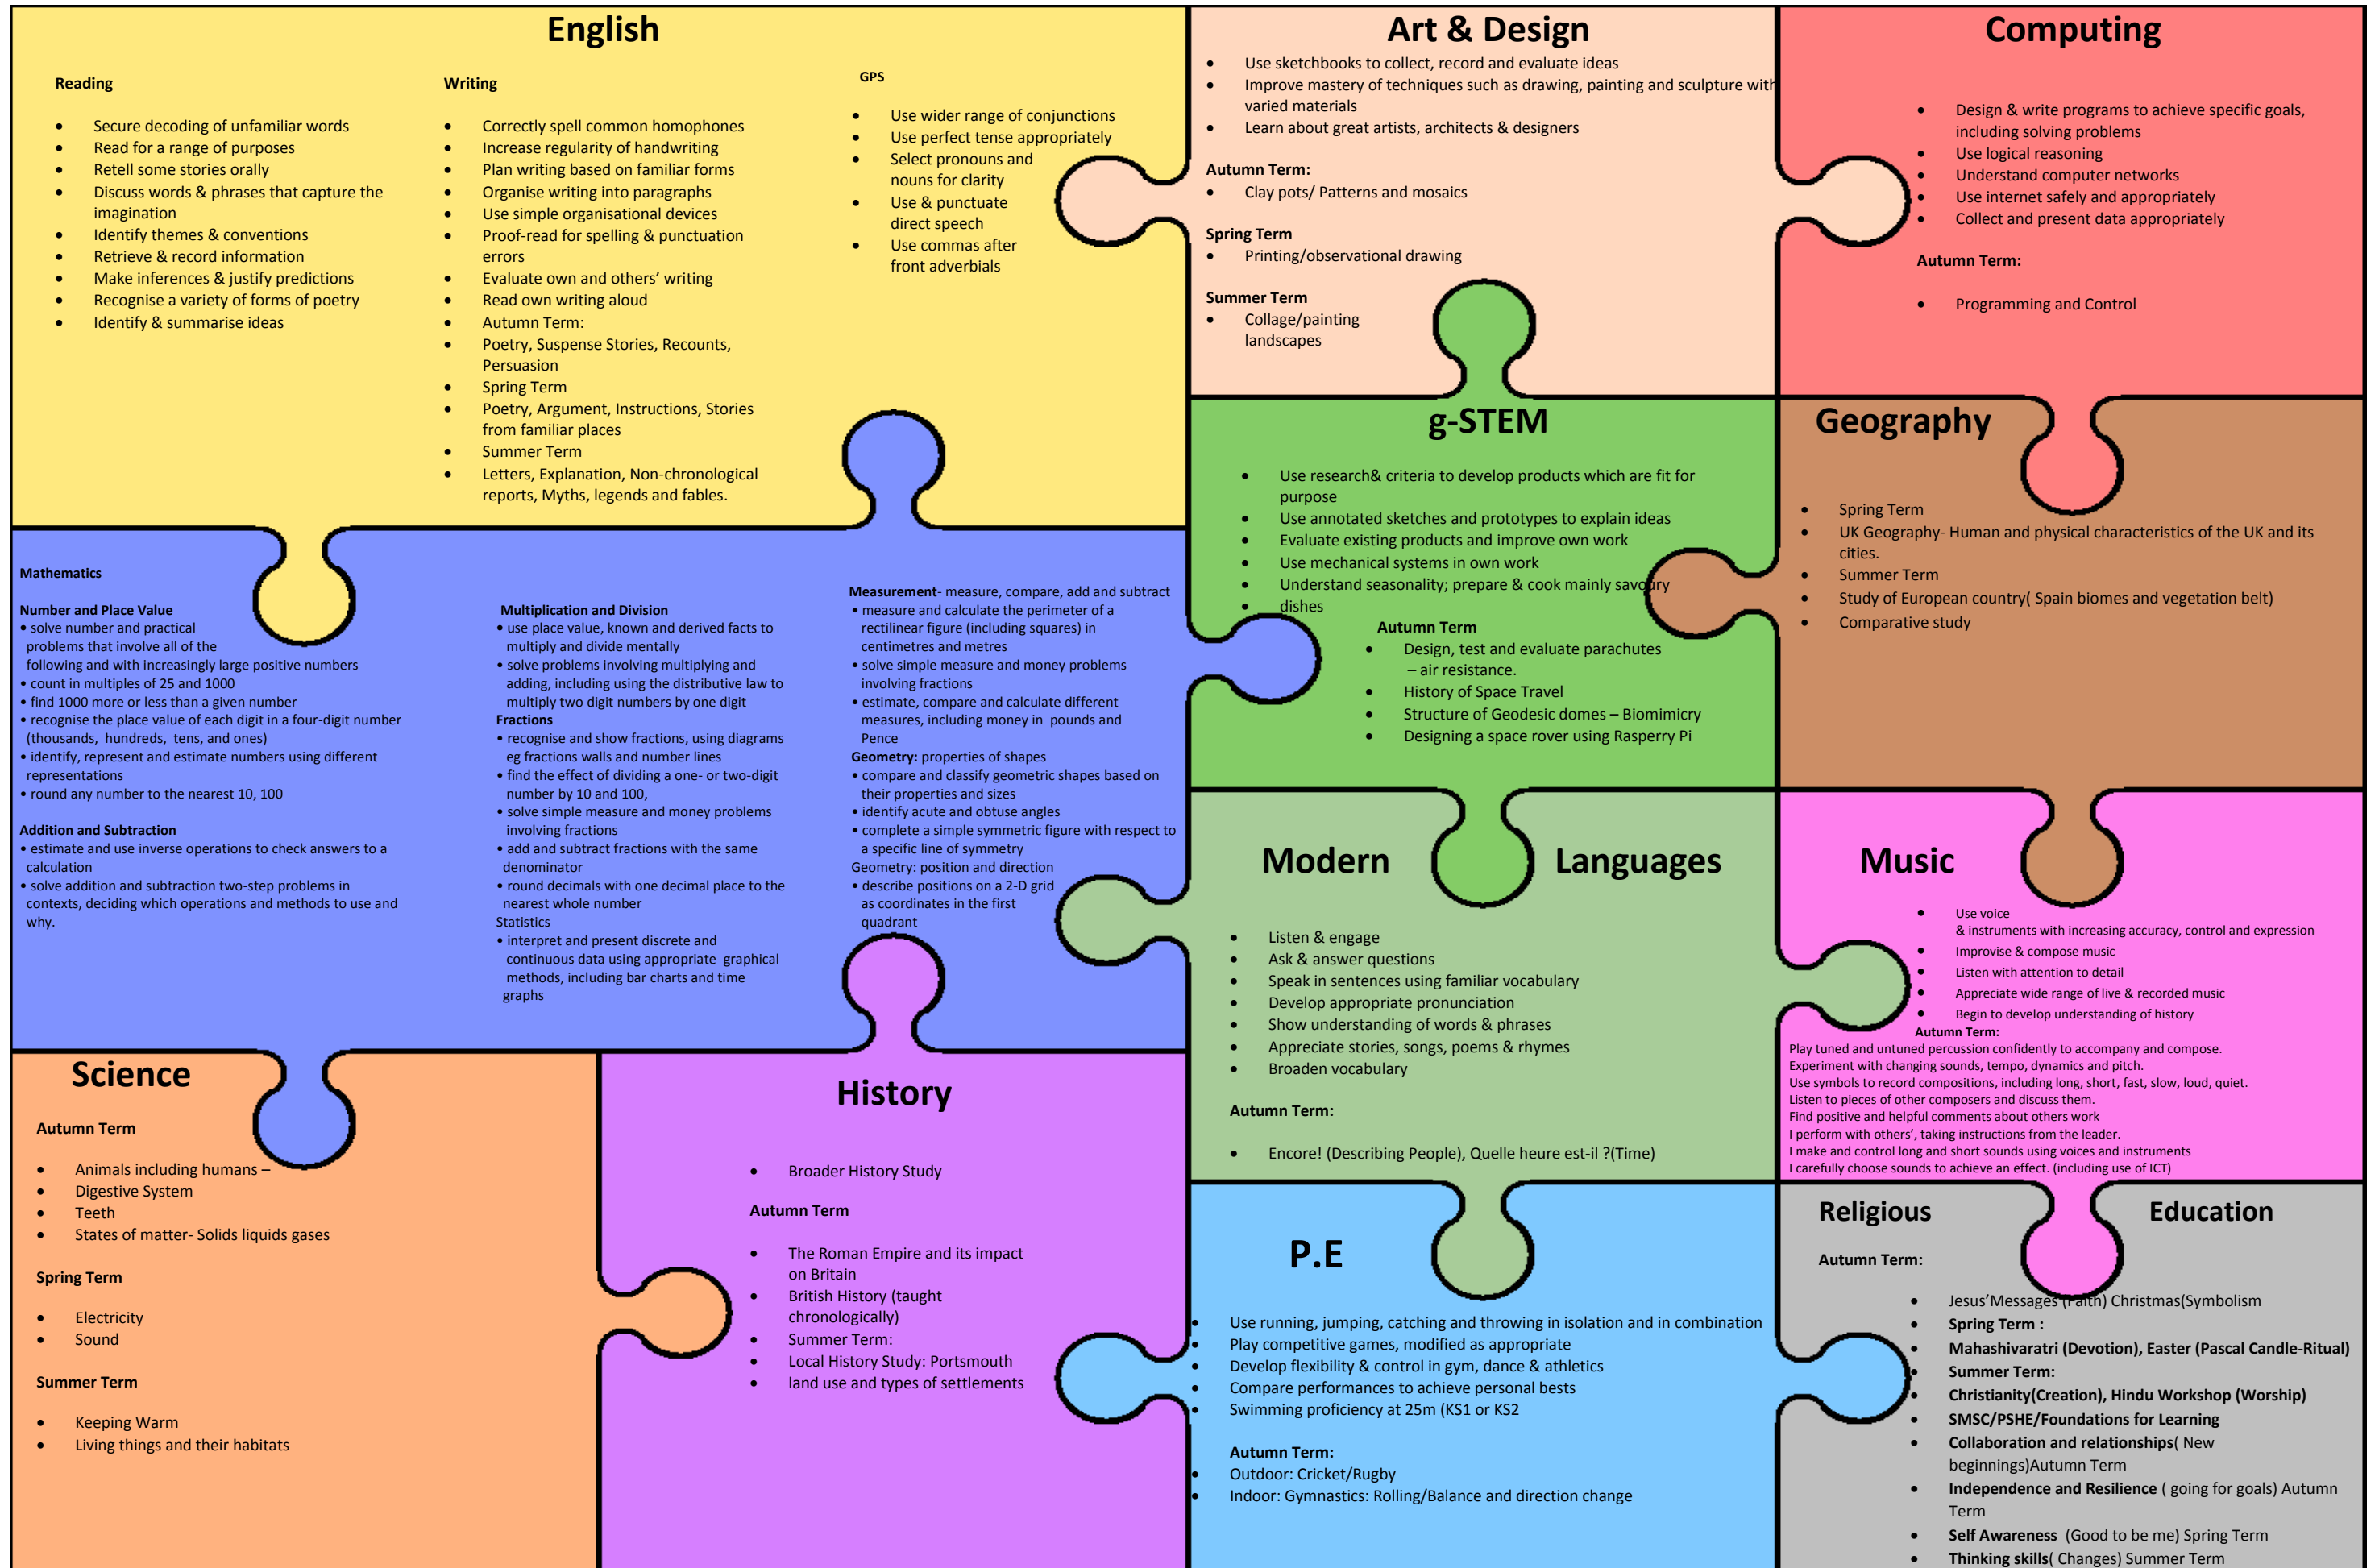 English
Reading
• Secure decoding of unfamiliar words
• Read for a range of purposes
• Retell some stories orally
• Discuss words & phrases that capture the
imagination
• Identify themes & conventions
• Retrieve & record information
• Make inferences & justify predictions
• Recognise a variety of forms of poetry
• Identify & summarise ideas
Writing
• Correctly spell common homophones
• Increase regularity of handwriting
• Plan writing based on familiar forms
• Organise writing into paragraphs
• Use simple organisational devices
• Proof-read for spelling & punctuation
errors
• Evaluate own and others’ writing
• Read own writing aloud
• Autumn Term:
• Poetry, Suspense Stories, Recounts,
Persuasion
• Spring Term
• Poetry, Argument, Instructions, Stories
from familiar places
• Summer Term
• Letters, Explanation, Non-chronological
reports, Myths, legends and fables.
GPS
• Use wider range of conjunctions
• Use perfect tense appropriately
• Select pronouns and
nouns for clarity
• Use & punctuate
direct speech
• Use commas after
front adverbials
Art & Design
• Use sketchbooks to collect, record and evaluate ideas
• Improve mastery of techniques such as drawing, painting and sculpture with
varied materials
• Learn about great artists, architects & designers
Autumn Term:
• Clay pots/ Patterns and mosaics
Spring Term
• Printing/observational drawing
Summer Term
• Collage/painting
landscapes
Computing
• Design & write programs to achieve specific goals,
including solving problems
• Use logical reasoning
• Understand computer networks
• Use internet safely and appropriately
• Collect and present data appropriately
Autumn Term:
• Programming and Control
g-STEM
• Use research& criteria to develop products which are fit for
purpose
• Use annotated sketches and prototypes to explain ideas
• Evaluate existing products and improve own work
• Use mechanical systems in own work
• Understand seasonality; prepare & cook mainly savoury
• dishes
Autumn Term
• Design, test and evaluate parachutes
– air resistance.
• History of Space Travel
• Structure of Geodesic domes – Biomimicry
• Designing a space rover using Rasperry Pi
Geography
• Spring Term
• UK Geography- Human and physical characteristics of the UK and its
cities.
• Summer Term
• Study of European country( Spain biomes and vegetation belt)
• Comparative study
Mathematics
Number and Place Value
• solve number and practical
problems that involve all of the
following and with increasingly large positive numbers
• count in multiples of 25 and 1000
• find 1000 more or less than a given number
• recognise the place value of each digit in a four-digit number
(thousands, hundreds, tens, and ones)
• identify, represent and estimate numbers using different
representations
• round any number to the nearest 10, 100
Addition and Subtraction
• estimate and use inverse operations to check answers to a
calculation
• solve addition and subtraction two-step problems in
contexts, deciding which operations and methods to use and
why.
Multiplication and Division
• use place value, known and derived facts to
multiply and divide mentally
• solve problems involving multiplying and
adding, including using the distributive law to
multiply two digit numbers by one digit
Fractions
• recognise and show fractions, using diagrams
eg fractions walls and number lines
• find the effect of dividing a one- or two-digit
number by 10 and 100,
• solve simple measure and money problems
involving fractions
• add and subtract fractions with the same
denominator
• round decimals with one decimal place to the
nearest whole number
Statistics
• interpret and present discrete and
continuous data using appropriate graphical
methods, including bar charts and time
graphs
Measurement- measure, compare, add and subtract
• measure and calculate the perimeter of a
rectilinear figure (including squares) in
centimetres and metres
• solve simple measure and money problems
involving fractions
• estimate, compare and calculate different
measures, including money in pounds and
Pence
Geometry: properties of shapes
• compare and classify geometric shapes based on
their properties and sizes
• identify acute and obtuse angles
• complete a simple symmetric figure with respect to
a specific line of symmetry
Geometry: position and direction
• describe positions on a 2-D grid
as coordinates in the first
quadrant
Modern Languages
• Listen & engage
• Ask & answer questions
• Speak in sentences using familiar vocabulary
• Develop appropriate pronunciation
• Show understanding of words & phrases
• Appreciate stories, songs, poems & rhymes
• Broaden vocabulary
Autumn Term:
• Encore! (Describing People), Quelle heure est-il ?(Time)
Music
• Use voice
& instruments with increasing accuracy, control and expression
• Improvise & compose music
• Listen with attention to detail
• Appreciate wide range of live & recorded music
• Begin to develop understanding of history
Autumn Term:
Play tuned and untuned percussion confidently to accompany and compose.
Experiment with changing sounds, tempo, dynamics and pitch.
Use symbols to record compositions, including long, short, fast, slow, loud, quiet.
Listen to pieces of other composers and discuss them.
Find positive and helpful comments about others work
I perform with others’, taking instructions from the leader.
I make and control long and short sounds using voices and instruments
I carefully choose sounds to achieve an effect. (including use of ICT)
Science
Autumn Term
• Animals including humans –
• Digestive System
• Teeth
• States of matter- Solids liquids gases
Spring Term
• Electricity
• Sound
Summer Term
• Keeping Warm
• Living things and their habitats
History
• Broader History Study
Autumn Term
• The Roman Empire and its impact
on Britain
• British History (taught
chronologically)
• Summer Term:
• Local History Study: Portsmouth
• land use and types of settlements
P.E
• Use running, jumping, catching and throwing in isolation and in combination
• Play competitive games, modified as appropriate
• Develop flexibility & control in gym, dance & athletics
• Compare performances to achieve personal bests
• Swimming proficiency at 25m (KS1 or KS2
Autumn Term:
• Outdoor: Cricket/Rugby
• Indoor: Gymnastics: Rolling/Balance and direction change
Religious Education
Autumn Term:
• Jesus’Messages (Faith) Christmas(Symbolism
• Spring Term :
• Mahashivaratri (Devotion), Easter (Pascal Candle-Ritual)
• Summer Term:
• Christianity(Creation), Hindu Workshop (Worship)
• SMSC/PSHE/Foundations for Learning
• Collaboration and relationships( New
beginnings)Autumn Term
• Independence and Resilience ( going for goals) Autumn
Term
• Self Awareness (Good to be me) Spring Term
• Thinking skills( Changes) Summer Term